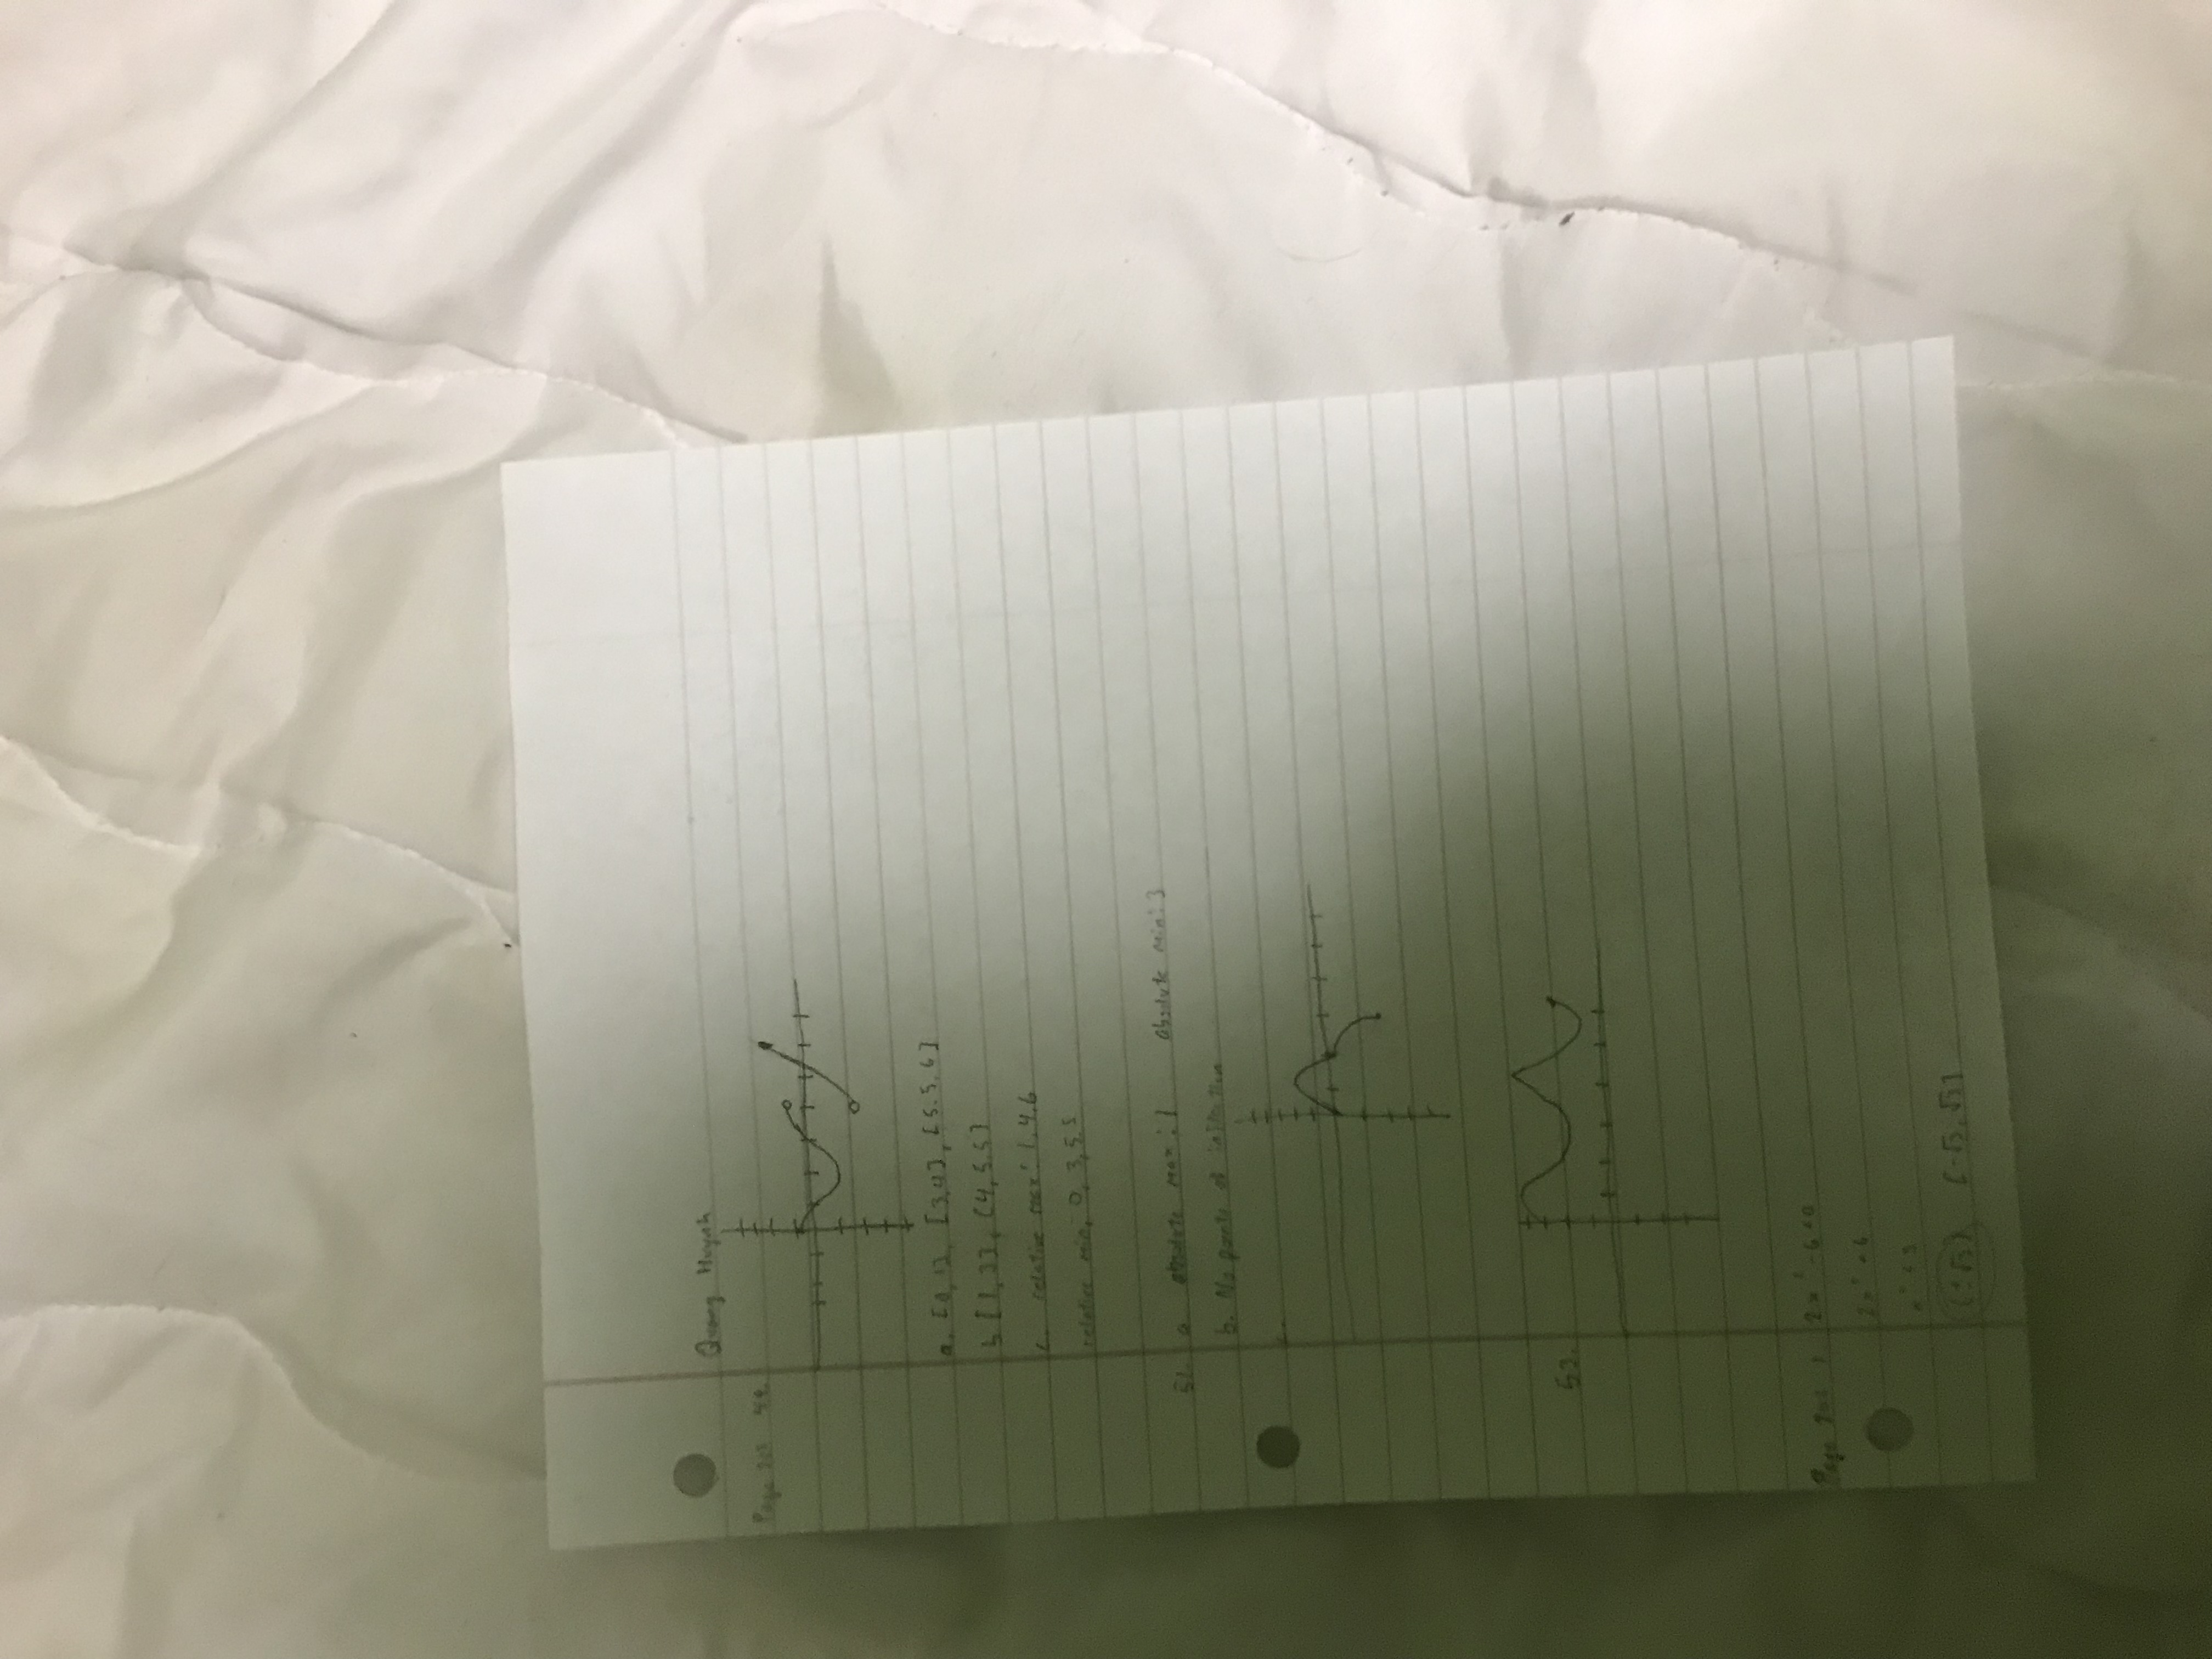 Quang Huynh
Page 49.
a. [0, 1], [3,4], [5.5, 6]
b [1, 3], (4, 5.5]
c. relative max: 1, 4, 6
relative min, 0, 3, 5.5
51. a absolute max: 1 absolute min: 3
b. No points of inflection
c.
53.
Page 1 2x² - 6 = 0
2x² = 6
x² = 3
(±√3) [-√3, √3]